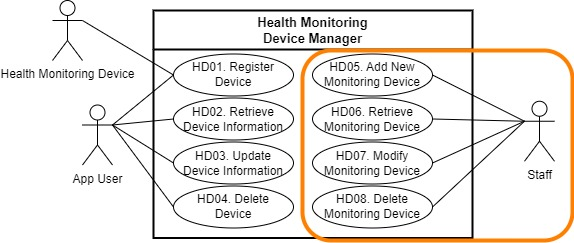 Health Monitoring
Device Manager
Health Monitoring Device
App User
HD01. Register
Device
HD02. Retrieve
Device Information
HD03. Update
Device Information
HD04. Delete
Device
HD05. Add New
Monitoring Device
HD06. Retrieve
Monitoring Device
HD07. Modify
Monitoring Device
HD08. Delete
Monitoring Device
Staff